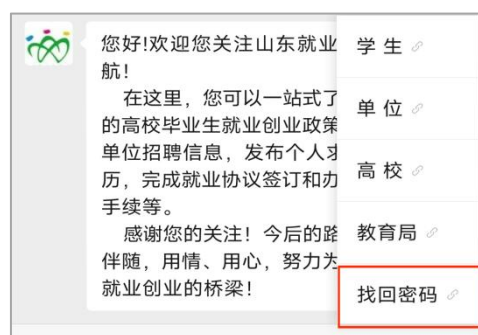 您好!欢迎您关注山东就业
航!
在这里，您可以一站式了
的高校毕业生就业创业政策
单位招聘信息，发布个人求
历，完成就业协议签订和办
手续等。
感谢您的关注！今后的路
伴随，用情、用心，努力为
就业创业的桥梁！
学 生
单 位
高 校
教育局
找回密码